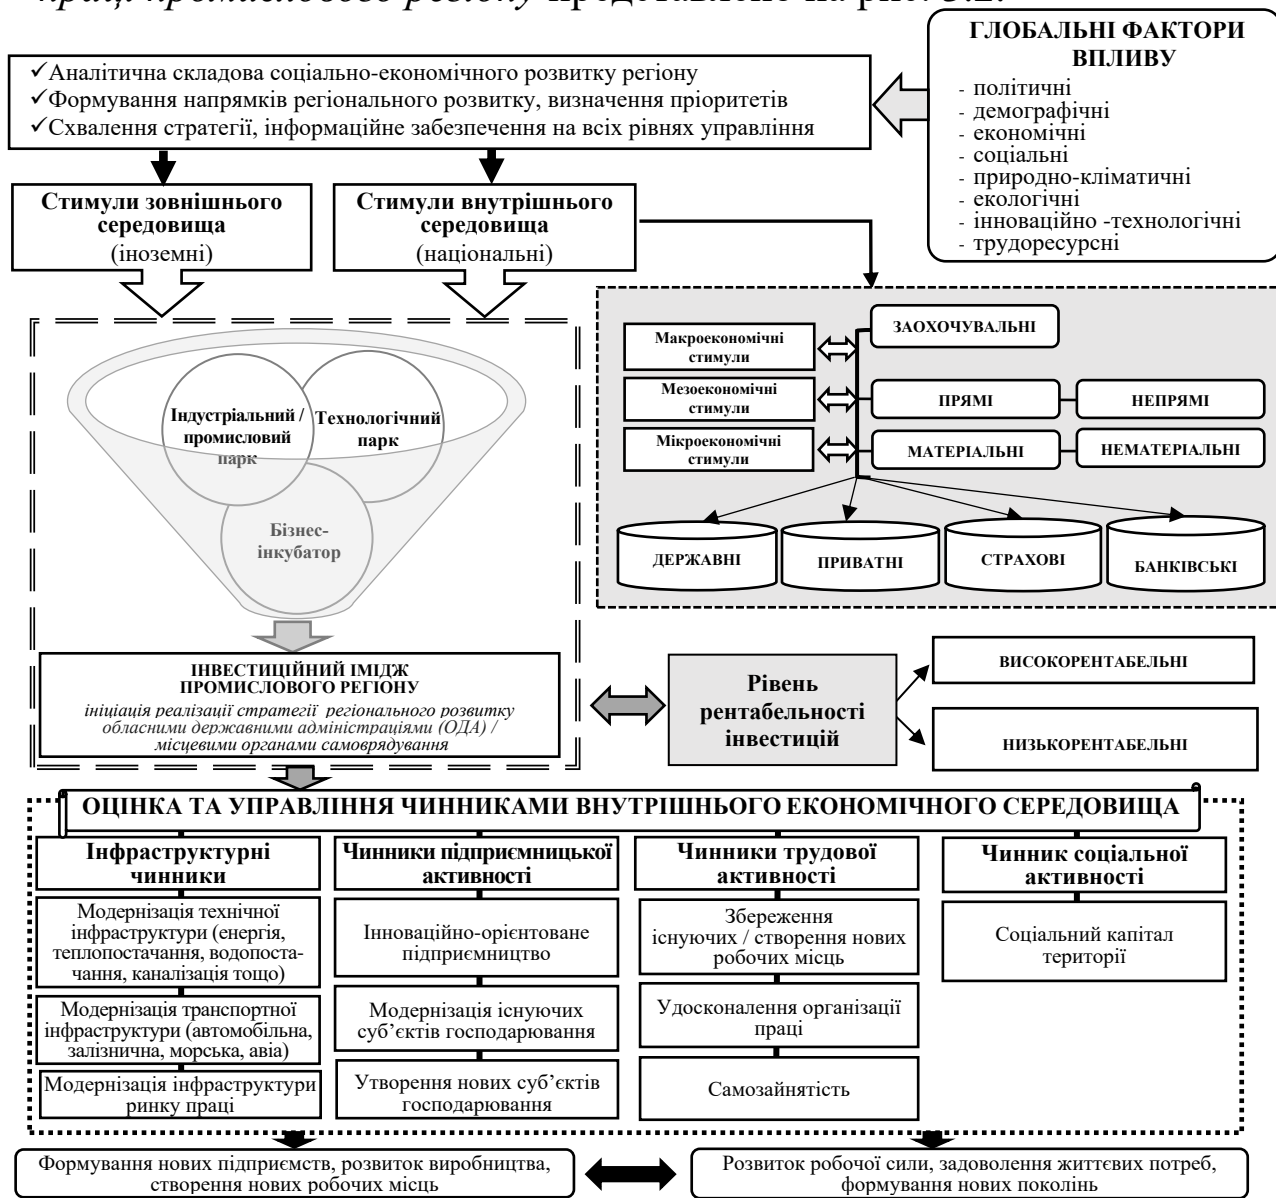 праці промислового регіону представлено на рис. 3.2.
ГЛОБАЛЬНІ ФАКТОРИ
ВПЛИВУ
- політичні
- демографічні
- економічні
- соціальні
- природно-кліматичні
- екологічні
- інноваційно -технологічні
- трудоресурсні
✓Аналітична складова соціально-економічного розвитку регіону
✓Формування напрямків регіонального розвитку, визначення пріоритетів
✓Схвалення стратегії, інформаційне забезпечення на всіх рівнях управління
Стимули зовнішнього
середовища
(іноземні)
Стимули внутрішнього
середовища
(національні)
Макроекономічні
стимули
Мезоекономічні
стимули
Мікроекономічні
стимули
ЗАОХОЧУВАЛЬНІ
ПРЯМІ
НЕПРЯМІ
МАТЕРІАЛЬНІ
НЕМАТЕРІАЛЬНІ
ДЕРЖАВНІ
ПРИВАТНІ
СТРАХОВІ
БАНКІВСЬКІ
Індустріальний /
промисловий
парк
Технологічний
парк
Бізнес-
інкубатор
ІНВЕСТИЦІЙНИЙ ІМІДЖ
ПРОМИСЛОВОГО РЕГІОНУ
ініціація реалізації стратегії регіонального розвитку
обласними державними адміністраціями (ОДА) /
місцевими органами самоврядування
Рівень
рентабельності
інвестицій
ВИСОКОРЕНТАБЕЛЬНІ
НИЗЬКОРЕНТАБЕЛЬНІ
ОЦІНКА ТА УПРАВЛІННЯ ЧИННИКАМИ ВНУТРІШНЬОГО ЕКОНОМІЧНОГО СЕРЕДОВИЩА
Інфраструктурні
чинники
Модернізація технічної
інфраструктури (енергія,
теплопостачання, водопоста-
чання, каналізація тощо)
Модернізація транспортної
інфраструктури (автомобільна,
залізнична, морська, авіа)
Модернізація інфраструктури
ринку праці
Чинники підприємницької
активності
Інноваційно-орієнтоване
підприємництво
Модернізація існуючих
суб’єктів господарювання
Утворення нових суб’єктів
господарювання
Чинники трудової
активності
Збереження
існуючих / створення нових
робочих місць
Удосконалення організації
праці
Самозайнятість
Чинник соціальної
активності
Соціальний капітал
території
Формування нових підприємств, розвиток виробництва,
створення нових робочих місць
Розвиток робочої сили, задоволення життєвих потреб,
формування нових поколінь